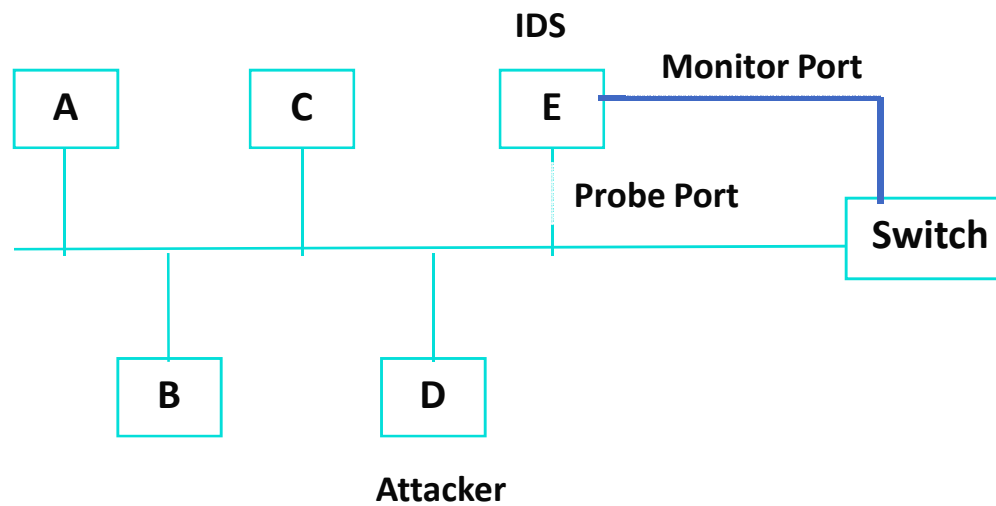 IDS
Monitor Port
A
C
E
Probe Port
Switch
B
D
Attacker